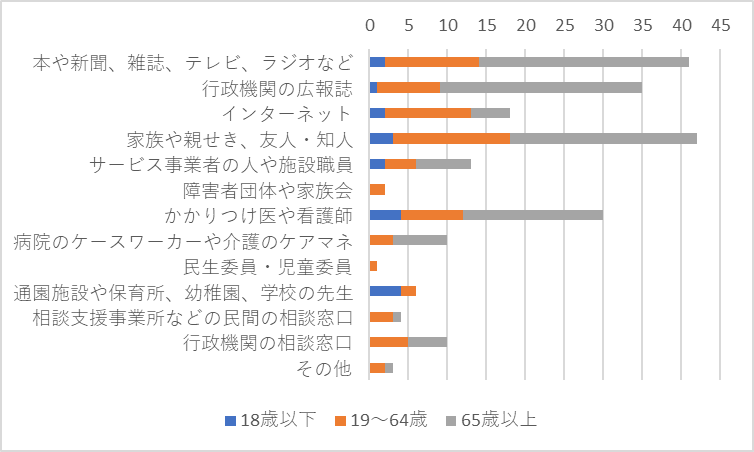 0 5 10 15 20 25 30 35 40 45
本や新聞、雑誌、テレビ、ラジオなど
行政機関の広報誌
インターネット
家族や親せき、友人・知人
サービス事業者の人や施設職員
障害者団体や家族会
かかりつけ医や看護師
病院のケースワーカーや介護のケアマネ
民生委員・児童委員
通園施設や保育所、幼稚園、学校の先生
相談支援事業所などの民間の相談窓口
行政機関の相談窓口
その他
18歳以下 19～64歳 65歳以上